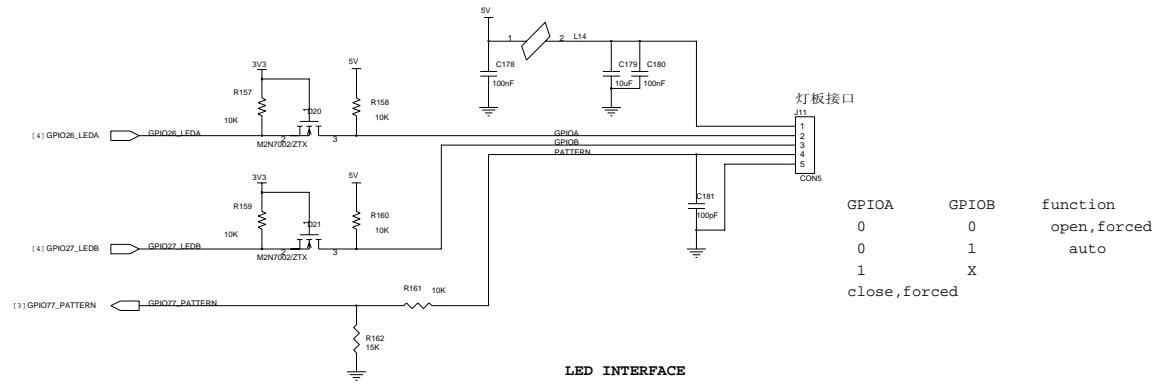 5V
1 2 L14
C178
100nF
C179
10uF
C180
100nF
3V3
5V
R157
10K
D20
R158
10K
[4] GPIO26_LEDA
GPIO26_LEDA
2 3
M2N7002/ZTX
灯板接口
J11
GPIOA
GPIOB
PATTERN
1
2
3
4
5
CON5
3V3
5V
R159
10K
D21
R160
10K
[4] GPIO27_LEDB
GPIO27_LEDB
2 3
M2N7002/ZTX
C181
100pF
GPIOA GPIOB function
0 0 open,forced
0 1 auto
1 X
close,forced
R161 10K
[3] GPIO77_PATTERN
GPIO77_PATTERN
R162
15K
LED INTERFACE